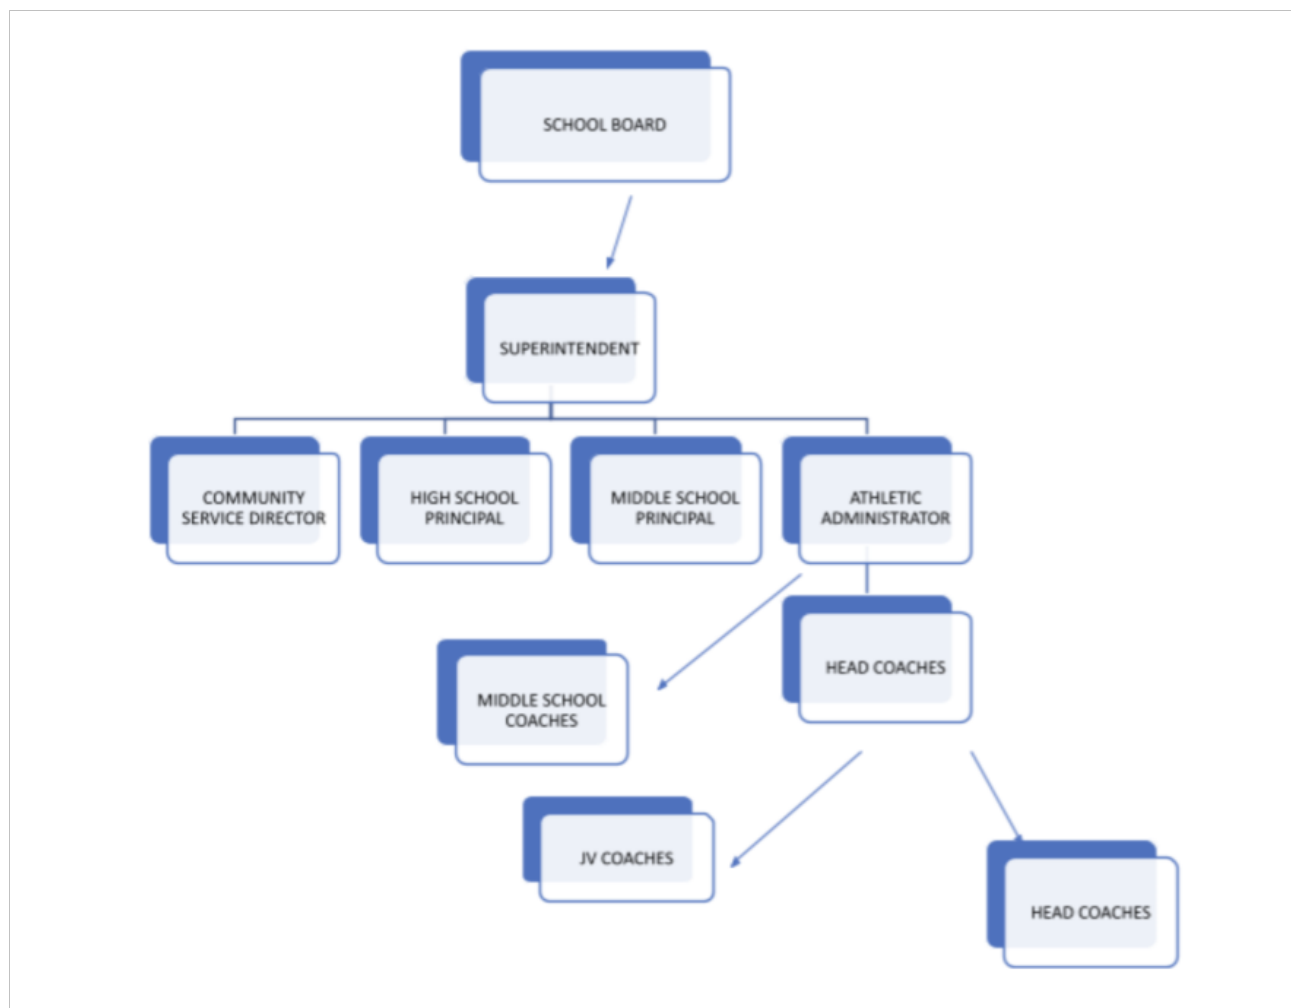 SCHOOL BOARD
SUPERINTENDENT
COMMUNITY
SERVICE DIRECTOR
HIGH SCHOOL
PRINCIPAL
MIDDLE SCHOOL
PRINCIPAL
ATHLETIC
ADMINISTRATOR
HEAD COACHES
MIDDLE SCHOOL
COACHES
JV COACHES
HEAD COACHES